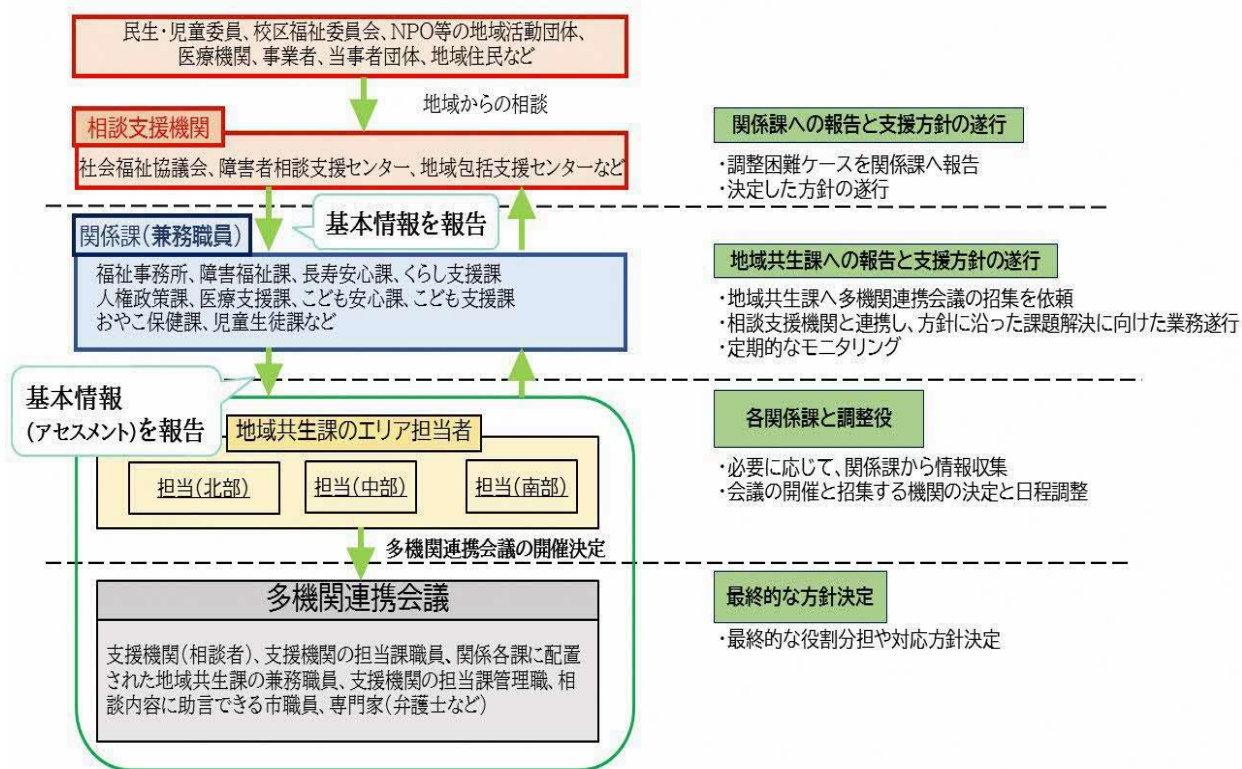 民生・児童委員、校区福祉委員会、NPO等の地域活動団体、
医療機関、事業者、当事者団体、地域住民など
地域からの相談
相談支援機関
社会福祉協議会、障害者相談支援センター、地域包括支援センターなど
関係課への報告と支援方針の遂行
・調整困難ケースを関係課へ報告
・決定した方針の遂行
基本情報を報告
関係課(兼務職員)
福祉事務所、障害福祉課、長寿安心課、くらし支援課
人権政策課、医療支援課、こども安心課、こども支援課
おやこ保健課、児童生徒課など
地域共生課への報告と支援方針の遂行
・地域共生課へ多機関連携会議の招集を依頼
・相談支援機関と連携し、方針に沿った課題解決に向けた業務遂行
・定期的なモニタリング
基本情報
(アセスメント)を報告
地域共生課のエリア担当者
担当(北部)
担当(中部)
担当(南部)
各関係課と調整役
・必要に応じて、関係課から情報収集
・会議の開催と招集する機関の決定と日程調整
多機関連携会議の開催決定
多機関連携会議
支援機関(相談者)、支援機関の担当課職員、関係各課に配置
された地域共生課の兼務職員、支援機関の担当課管理職、相
談内容に助言できる市職員、専門家(弁護士など)
最終的な方針決定
・最終的な役割分担や対応方針決定